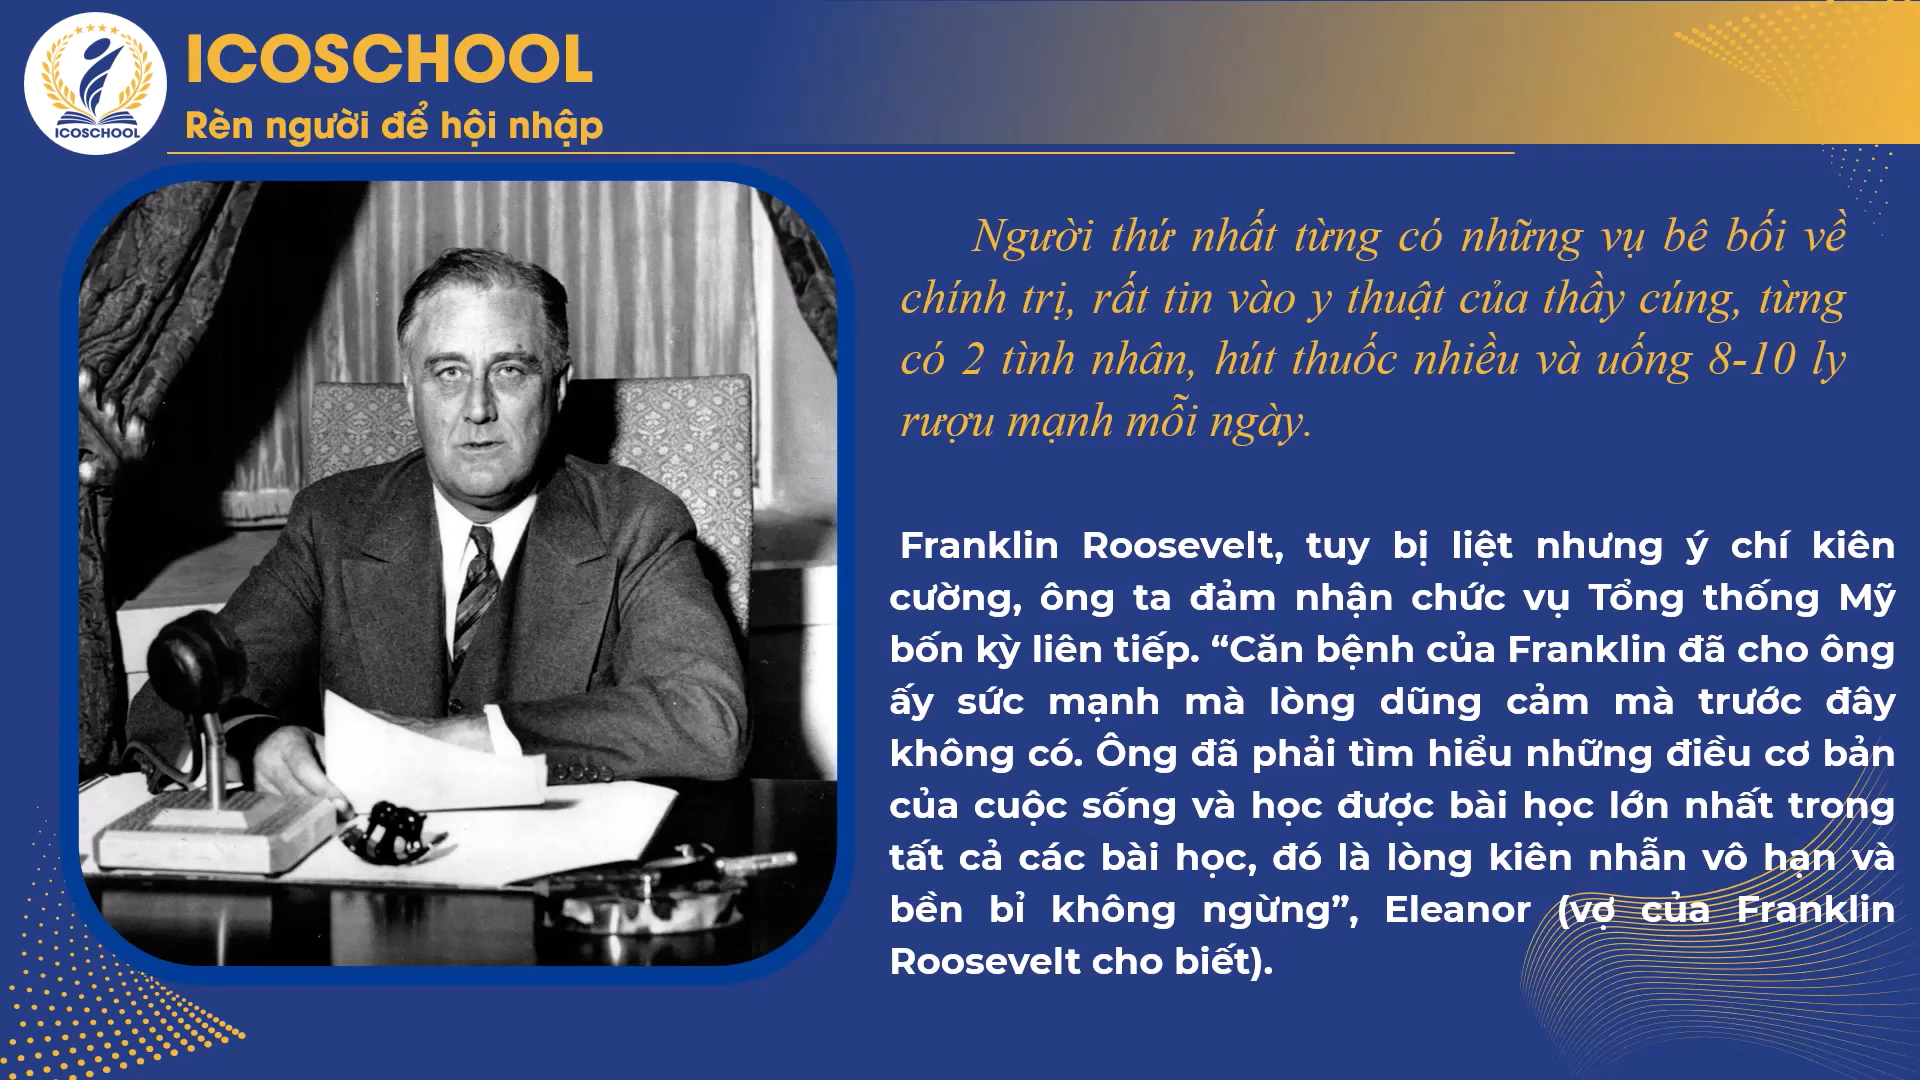 ICOSCHOOL
Rèn người để hội nhập
ICOSCHOOL
Người thứ nhất từng có những vụ bê bối về
chính trị, rất tin vào y thuật của thầy cúng, từng
có 2 tình nhân, hút thuốc nhiều và uống 8-10 ly
rượu mạnh mỗi ngày.
Franklin Roosevelt, tuy bị liệt nhưng ý chí kiên
cường, ông ta đảm nhận chức vụ Tổng thống Mỹ
bốn kỳ liên tiếp. “Căn bệnh của Franklin đã cho ông
ấy sức mạnh mà lòng dũng cảm mà trước đây
không có. Ông đã phải tìm hiểu những điều cơ bản
của cuộc sống và học được bài học lớn nhất trong
tất cả các bài học, đó là lòng kiên nhẫn vô hạn và
bền bỉ không ngừng”, Eleanor (vợ của Franklin
Roosevelt cho biết).